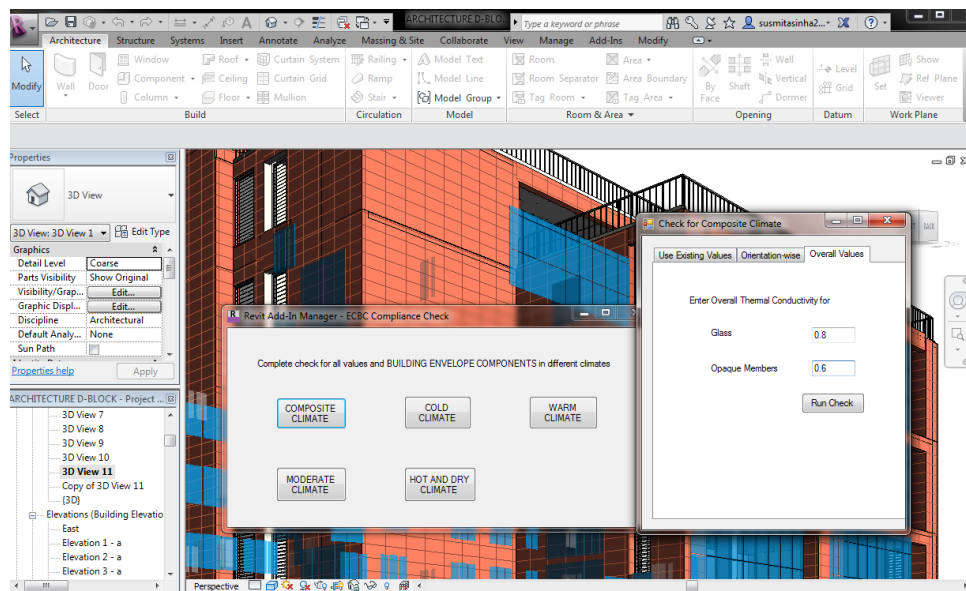 ARCHITECTURE D-BLO...
Type a keyword or phrase
susmitasinha2...
Architecture Structure Systems Insert Annotate Analyze Massing & Site Collaborate View Manage Add-Ins Modify
Modify
Wall
Door
Window
Component
Column
Roof
Ceiling
Floor
Curtain System
Curtain Grid
Mullion
Railing
Ramp
Stair
Model Text
Model Line
Model Group
Room
Room Separator
Tag Room
Area
Area Boundary
Tag Area
By
Face
Shaft
Wall
Vertical
Dormer
Level
Grid
Set
Show
Ref Plane
Viewer
Select Build Circulation Model Room & Area Opening Datum Work Plane
Properties
3D View
3D View: 3D View 1 Edit Type
Graphics
Detail Level Coarse
Parts Visibility Show Original
Visibility/Grap... Edit...
Graphic Displ... Edit...
Discipline Architectural
Default Analy... None
Sun Path
Properties help Apply
ARCHITECTURE D-BLOCK - Project ...
3D View 7
3D View 8
3D View 9
3D View 10
3D View 11
Copy of 3D View 11
{3D}
Elevations (Building Elevatio
East
Elevation 1 - a
Elevation 2 - a
Elevation 3 - a
Perspective
Revit Add-In Manager - ECBC Compliance Check
Complete check for all values and BUILDING ENVELOPE COMPONENTS in different climates
COMPOSITE
CLIMATE
COLD
CLIMATE
WARM
CLIMATE
MODERATE
CLIMATE
HOT AND DRY
CLIMATE
Check for Composite Climate
Use Existing Values Orientation-wise Overall Values
Enter Overall Thermal Conductivity for
Glass 0.8
Opaque Members 0.6
Run Check
BACK